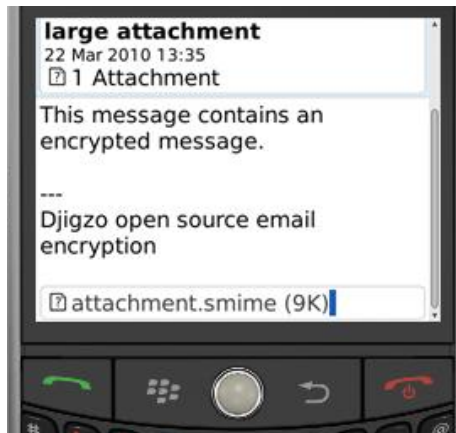 large attachment
22 Mar 2010 13:35
1 Attachment
This message contains an
encrypted message.
---
Djigzo open source email
encryption
attachment.smime (9K)
# @